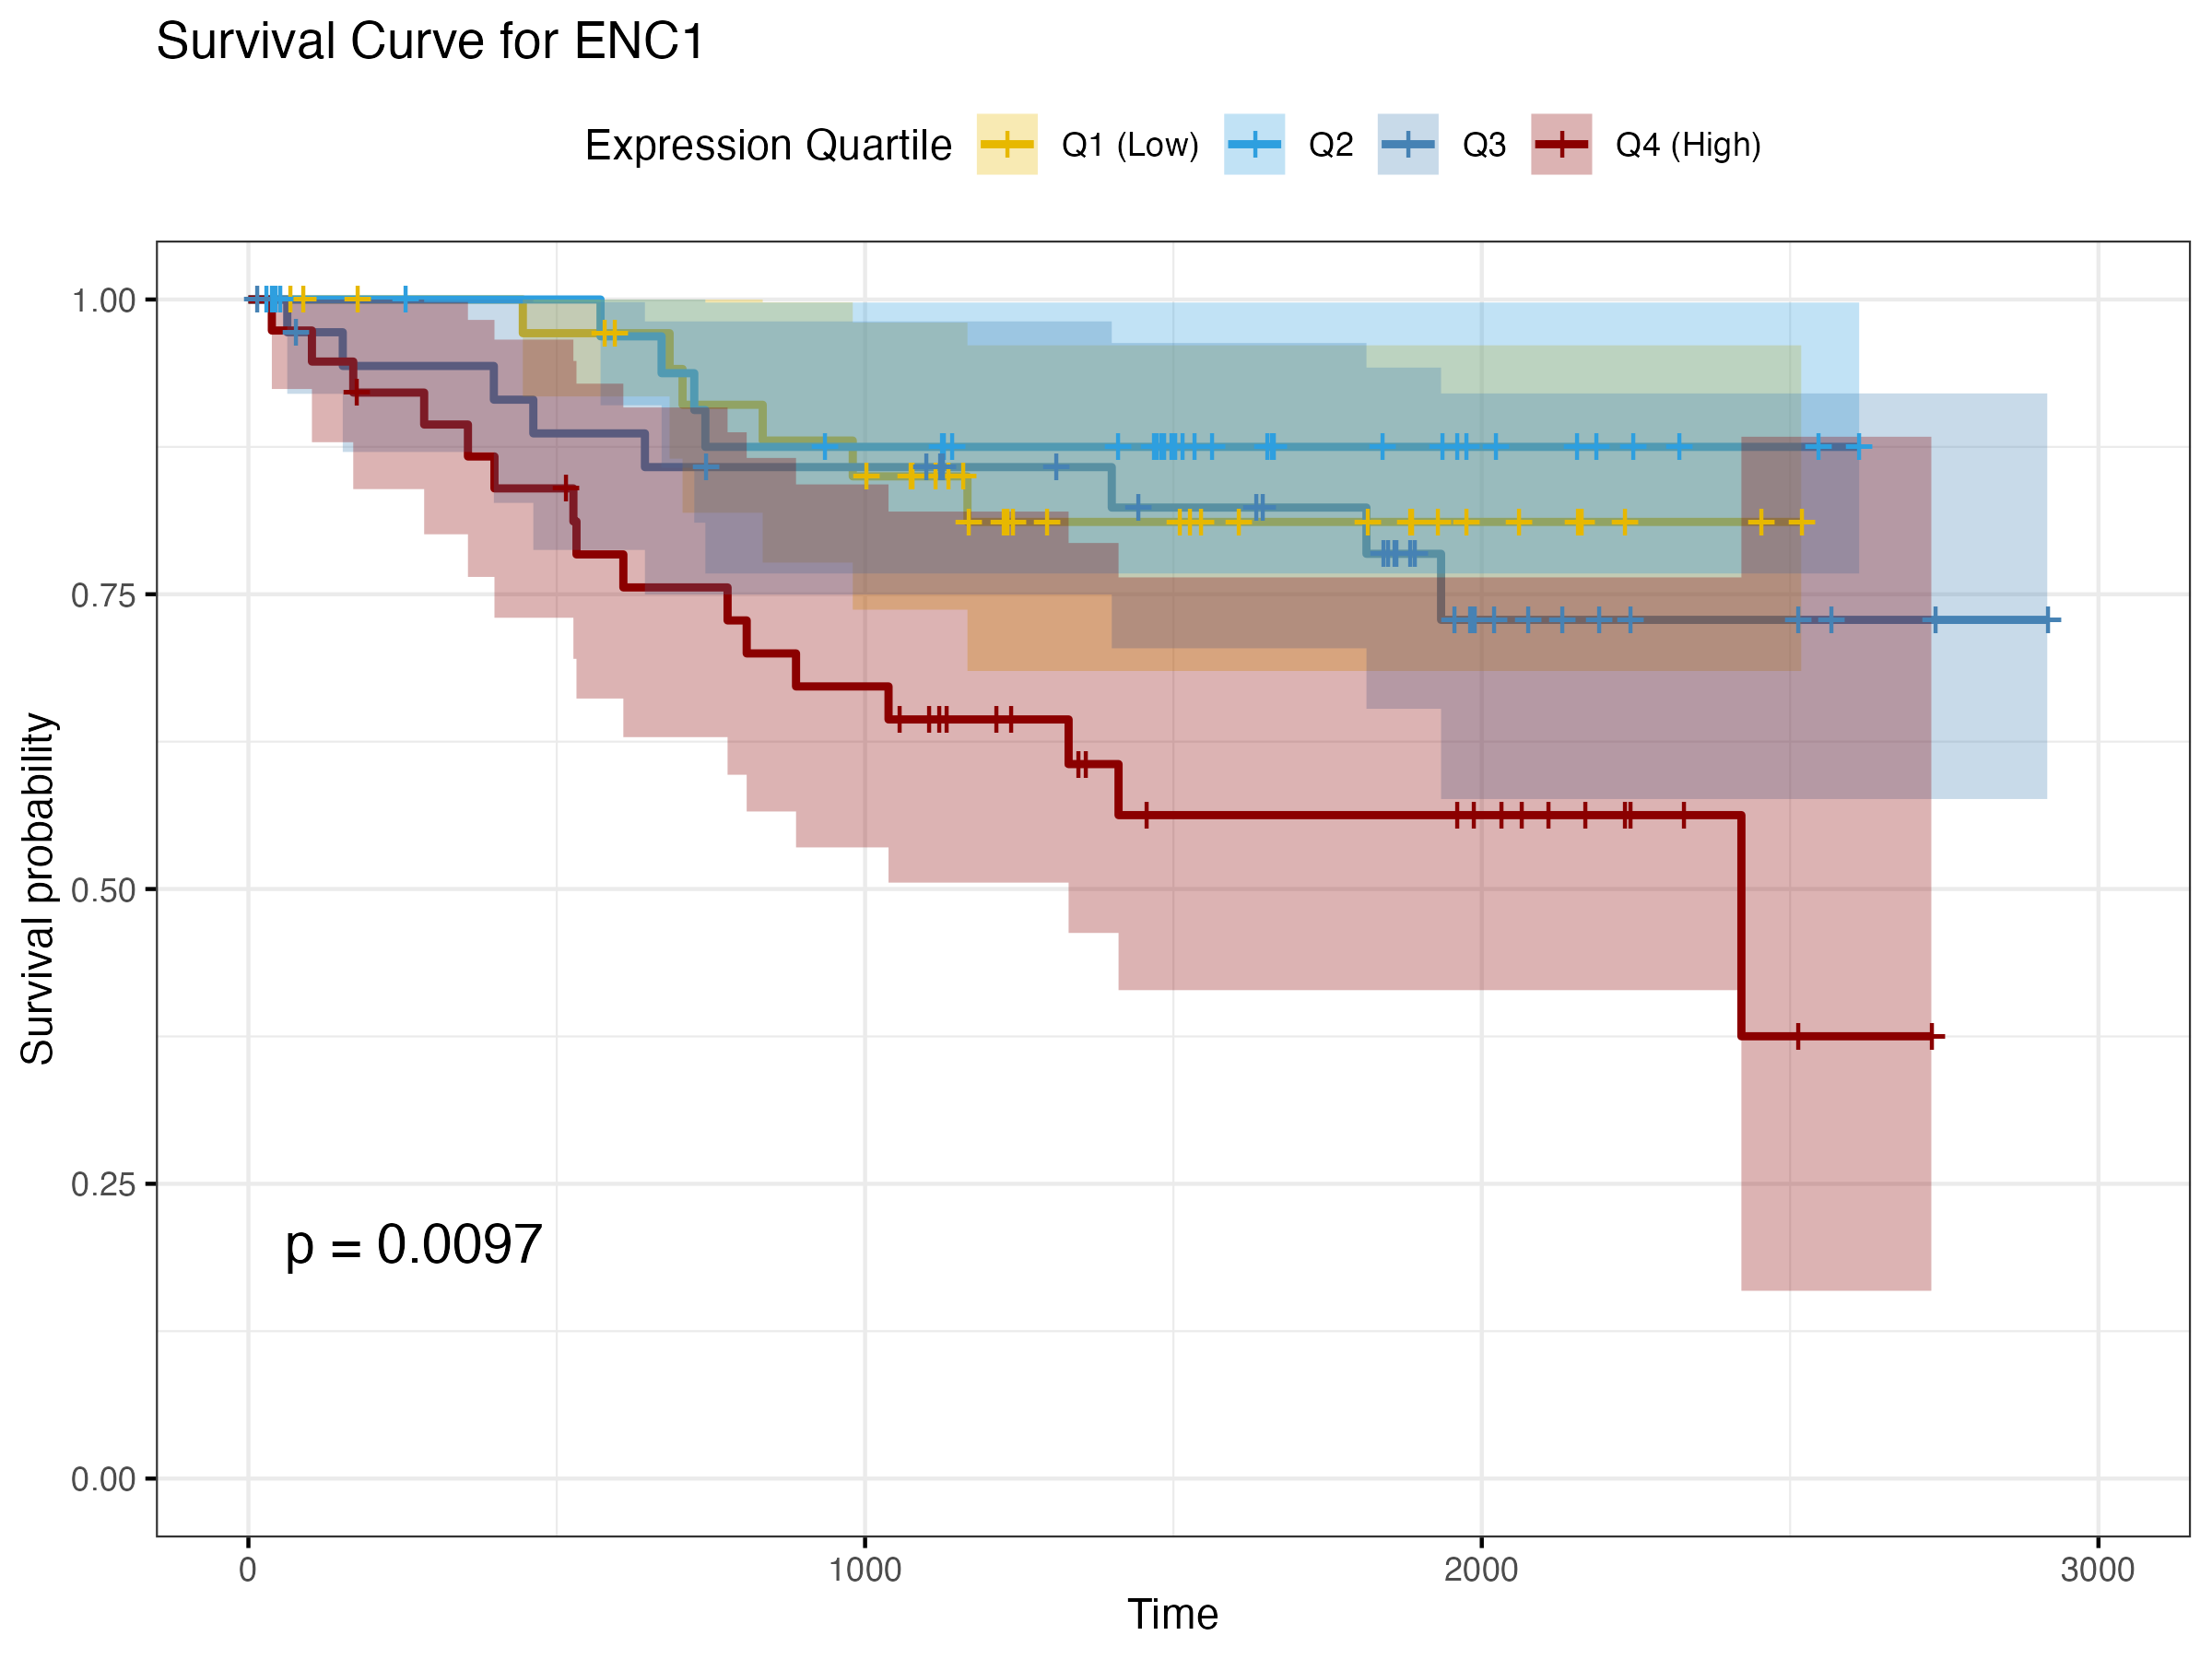 Survival Curve for ENC1
Expression Quartile Q1 (Low) Q2 Q3 Q4 (High)
1.00
0.75
0.50
0.25
0.00
Survival probability
p = 0.0097
0 1000 2000 3000
Time